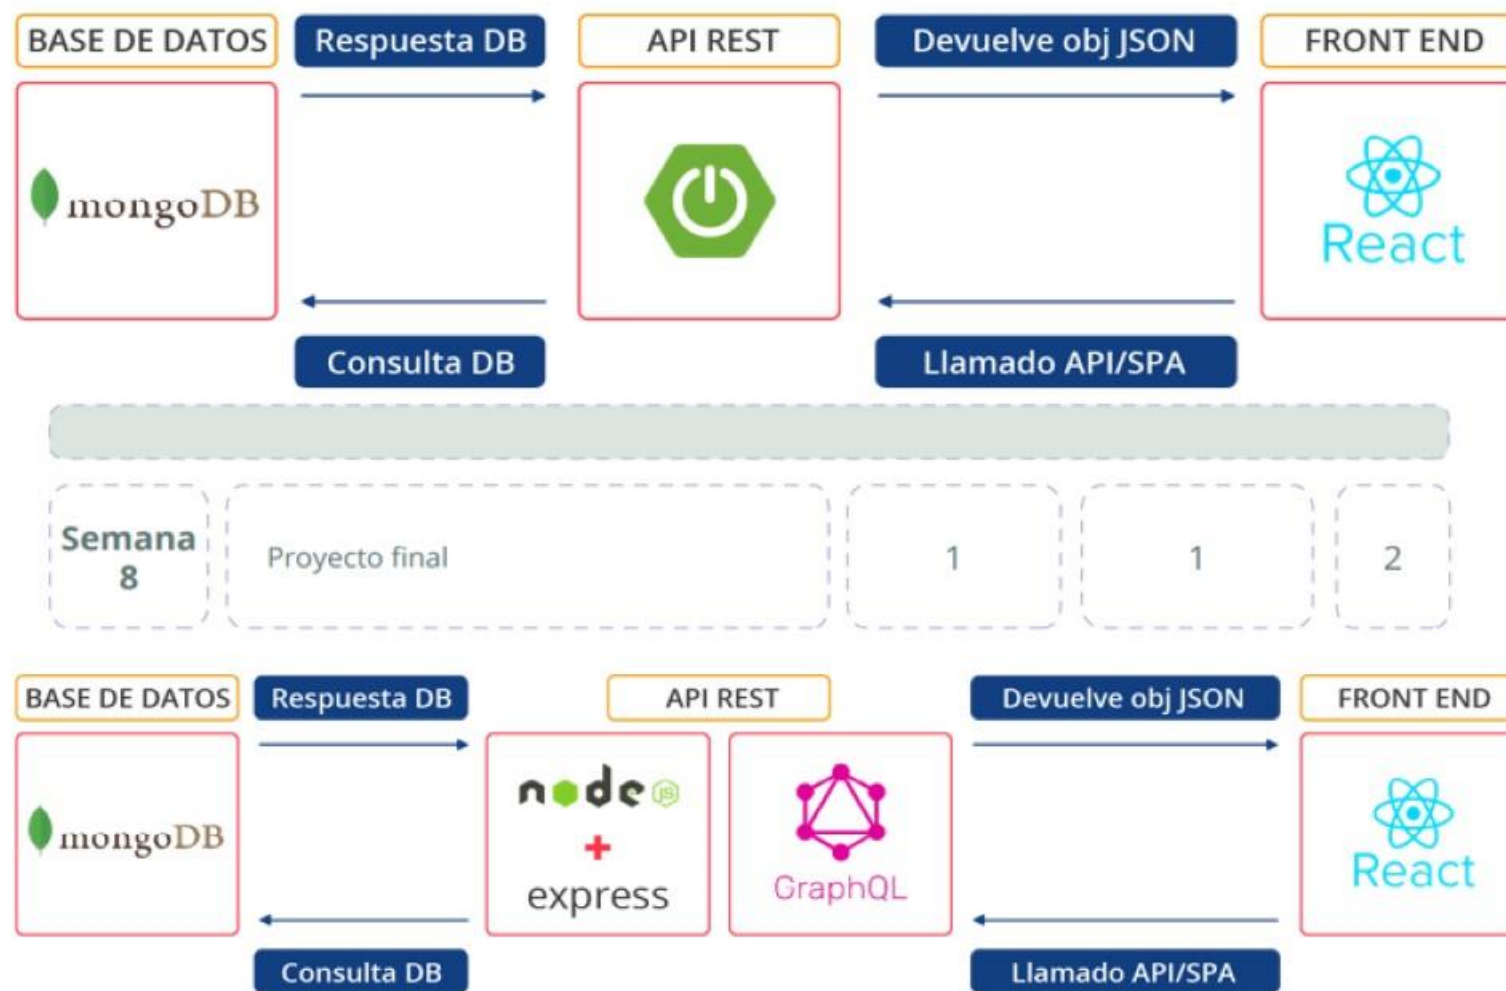 BASE DE DATOS
Respuesta DB
API REST
Devuelve obj JSON
FRONT END
mongoDB
React
Consulta DB
Llamado API/SPA
Semana
8
Proyecto final
1
1
2
BASE DE DATOS
Respuesta DB
API REST
Devuelve obj JSON
FRONT END
mongoDB
node
JS
+
express
GraphQL
React
Consulta DB
Llamado API/SPA